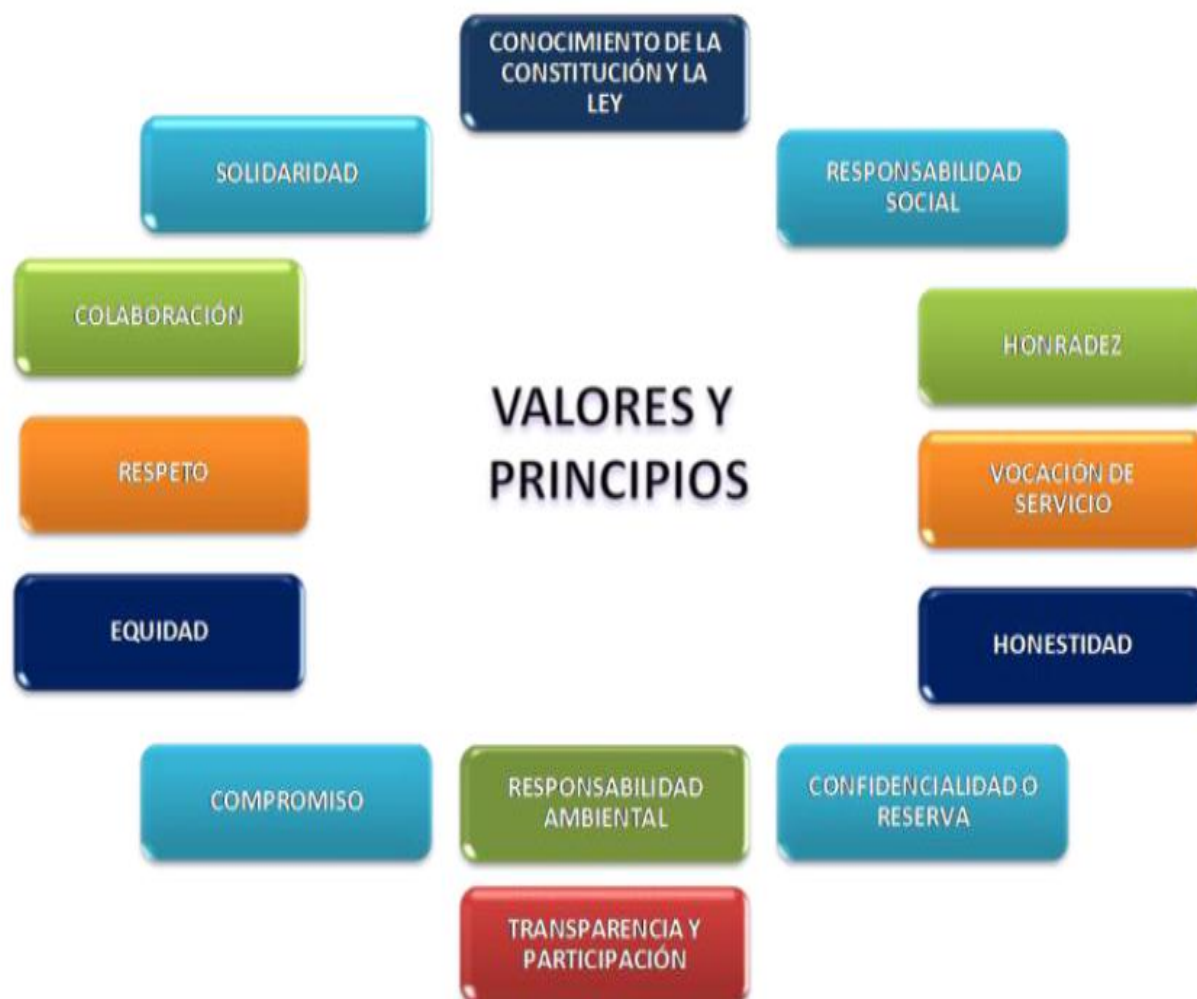 CONOCIMIENTO DE LA
CONSTITUCIÓN Y LA
LEY
SOLIDARIDAD
RESPONSABILIDAD
SOCIAL
COLABORACIÓN
HONRADEZ
VALORES Y
PRINCIPIOS
RESPETO
VOCACIÓN DE
SERVICIO
EQUIDAD
HONESTIDAD
COMPROMISO
RESPONSABILIDAD
AMBIENTAL
CONFIDENCIALIDAD O
RESERVA
TRANSPARENCIA Y
PARTICIPACIÓN